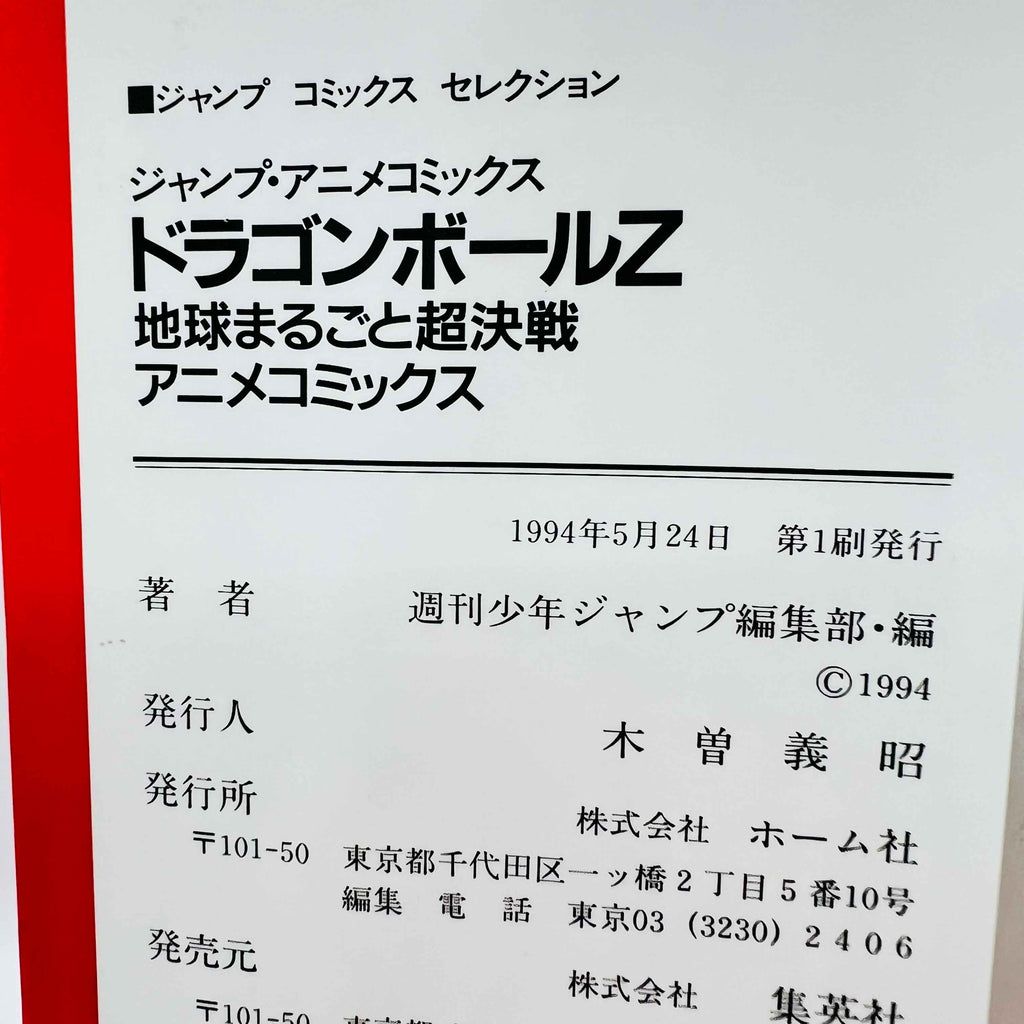 ■ジャンプ コミックス セレクション
ジャンプ・アニメコミックス
ドラゴンボールZ
地球まるごと超決戦
アニメコミックス
1994年5月24日 第1刷発行
著 者 週刊少年ジャンプ編集部・編
©1994
発行人 木 曽 義 昭
発行所 株式会社 ホーム社
〒101-50 東京都千代田区一ッ橋2丁目5番10号
編集 電 話 東京03 (3230) 2406
発売元 株式会社 集英社
〒101-50